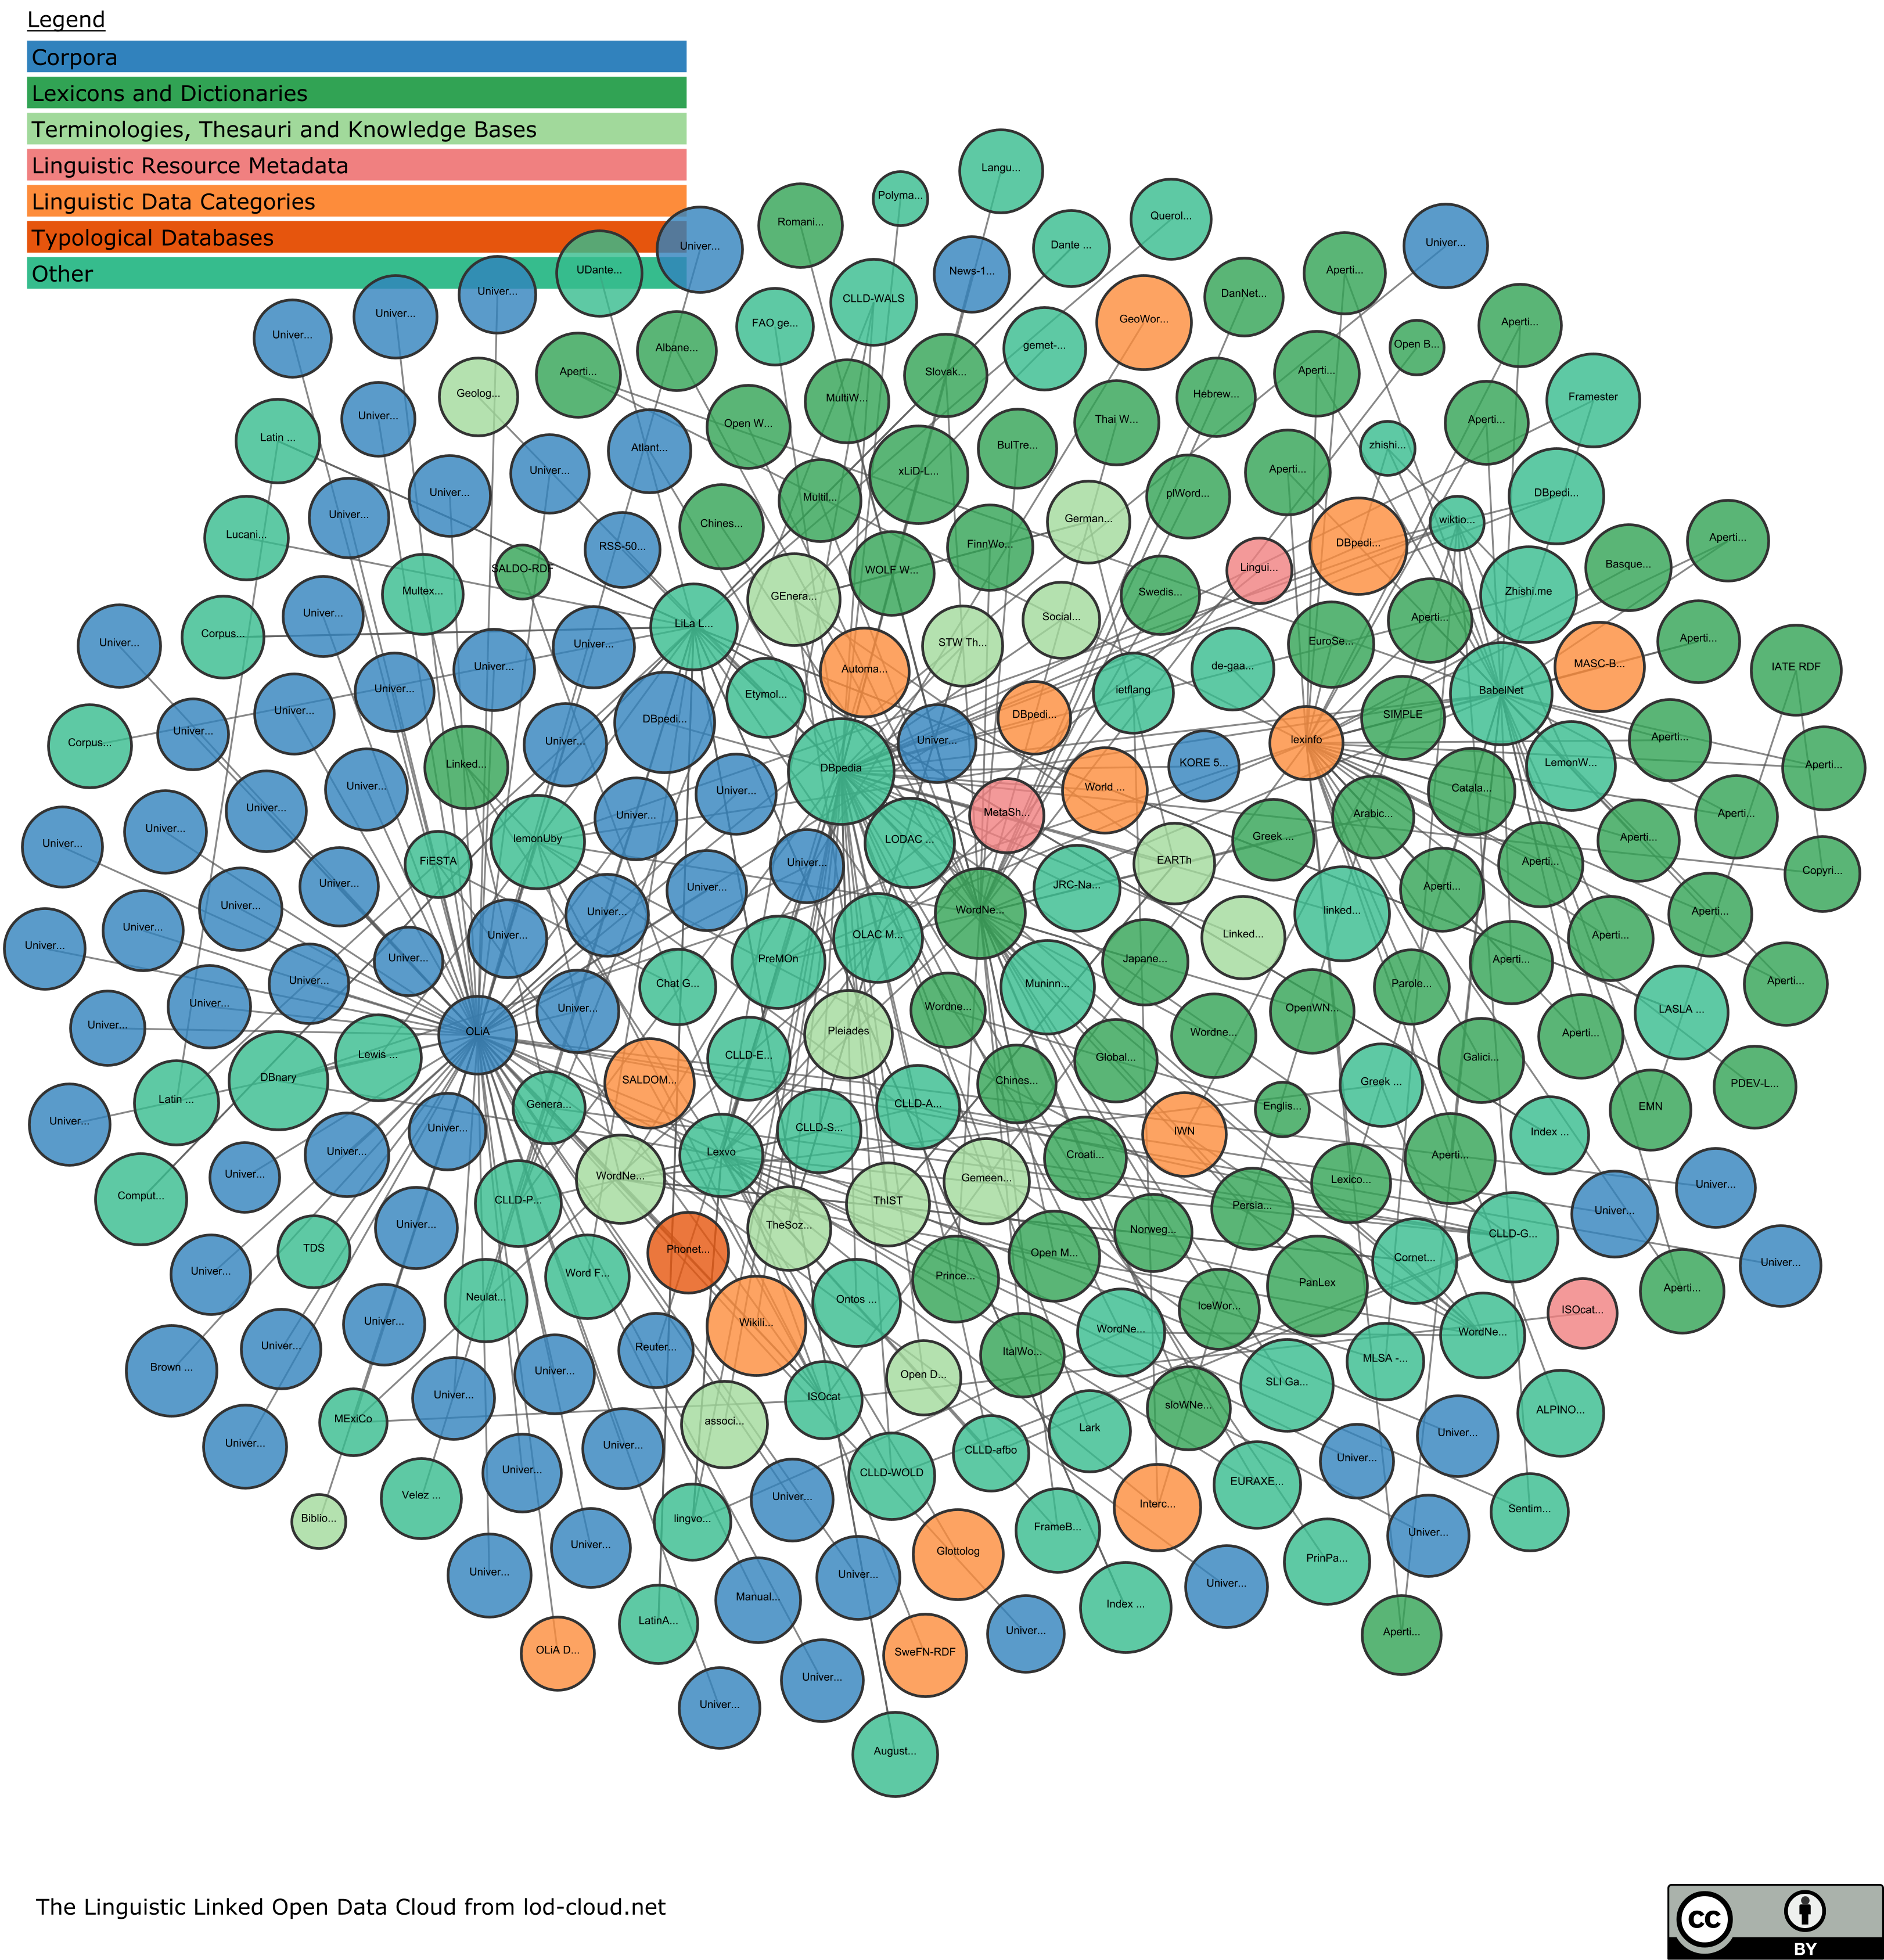 Legend
Corpora
Lexicons and Dictionaries
Terminologies, Thesauri and Knowledge Bases
Linguistic Resource Metadata
Linguistic Data Categories
Typological Databases
Other
Langu...
Polyma...
Romani...
Querol...
Univer...
Dante ...
Univer...
UDante...
News-1...
Aperti...
Univer...
DanNet...
CLLD-WALS
Univer...
GeoWor...
Aperti...
FAO ge...
Univer...
Open B...
gemet-...
Albane...
Aperti...
Slovak...
Aperti...
Geolog...
Hebrew...
MultiW...
Framester
Univer...
Thai W...
Aperti...
Open W...
Latin ...
zhishi...
BulTre...
Atlant...
Aperti...
Univer...
xLiD-L...
Univer...
plWord...
DBpedi...
Multil...
Univer...
German...
wiktio...
Chines...
Lucani...
Aperti...
DBpedi...
FinnWo...
RSS-50...
Basque...
Lingui...
SALDO-RDF
WOLF W...
Multex...
Zhishi.me
Swedis...
GEnera...
Univer...
Social...
Aperti...
LiLa L...
Corpus...
Aperti...
EuroSe...
Univer...
STW Th...
Univer...
MASC-B...
Univer...
de-gaa...
Automa...
IATE RDF
Univer...
ietflang
BabelNet
Etymol...
Univer...
SIMPLE
DBpedi...
DBpedi...
Univer...
Aperti...
lexinfo
Univer...
Univer...
Corpus...
KORE 5...
LemonW...
Linked...
DBpedia
Aperti...
World ...
Univer...
Catala...
Univer...
Univer...
MetaSh...
Arabic...
Aperti...
Univer...
Univer...
Greek ...
Aperti...
lemonUby
LODAC ...
Univer...
FiESTA
EARTh
Univer...
Aperti...
Copyri...
Univer...
JRC-Na...
Univer...
Aperti...
Univer...
WordNe...
linked...
Univer...
Aperti...
Univer...
Linked...
OLAC M...
Univer...
Aperti...
Univer...
PreMOn
Univer...
Japane...
Aperti...
Univer...
Chat G...
Muninn...
Parole...
Aperti...
Univer...
Wordne...
Univer...
OpenWN...
LASLA ...
Univer...
OLiA
Pleiades
Wordne...
Aperti...
Lewis ...
CLLD-E...
Global...
Galici...
DBnary
SALDOM...
Chines...
Greek ...
PDEV-L...
Latin ...
Genera...
CLLD-A...
Englis...
EMN
Univer...
CLLD-S...
Univer...
IWN
Index ...
Univer...
Lexvo
Croati...
Aperti...
Univer...
WordNe...
Gemeen...
Lexico...
Univer...
Comput...
CLLD-P...
ThIST
Persia...
Univer...
Univer...
TheSoz...
Norweg...
CLLD-G...
TDS
Phonet...
Open M...
Cornet...
Univer...
Univer...
Word F...
Prince...
PanLex
Aperti...
Neulat...
Ontos ...
IceWor...
ISOcat...
Univer...
Wikili...
WordNe...
WordNe...
Univer...
Reuter...
ItalWo...
MLSA -...
Brown ...
Univer...
Open D...
SLI Ga...
Univer...
ISOcat
sloWNe...
ALPINO...
MExiCo
associ...
Lark
Univer...
Univer...
Univer...
CLLD-afbo
Univer...
Univer...
CLLD-WOLD
EURAXE...
Velez ...
Univer...
Interc...
Sentim...
Biblio...
lingvo...
FrameB...
Univer...
Univer...
Glottolog
PrinPa...
Univer...
Univer...
Univer...
Manual...
Index ...
LatinA...
Univer...
Aperti...
OLiA D...
SweFN-RDF
Univer...
Univer...
August...
The Linguistic Linked Open Data Cloud from lod-cloud.net
cc
BY